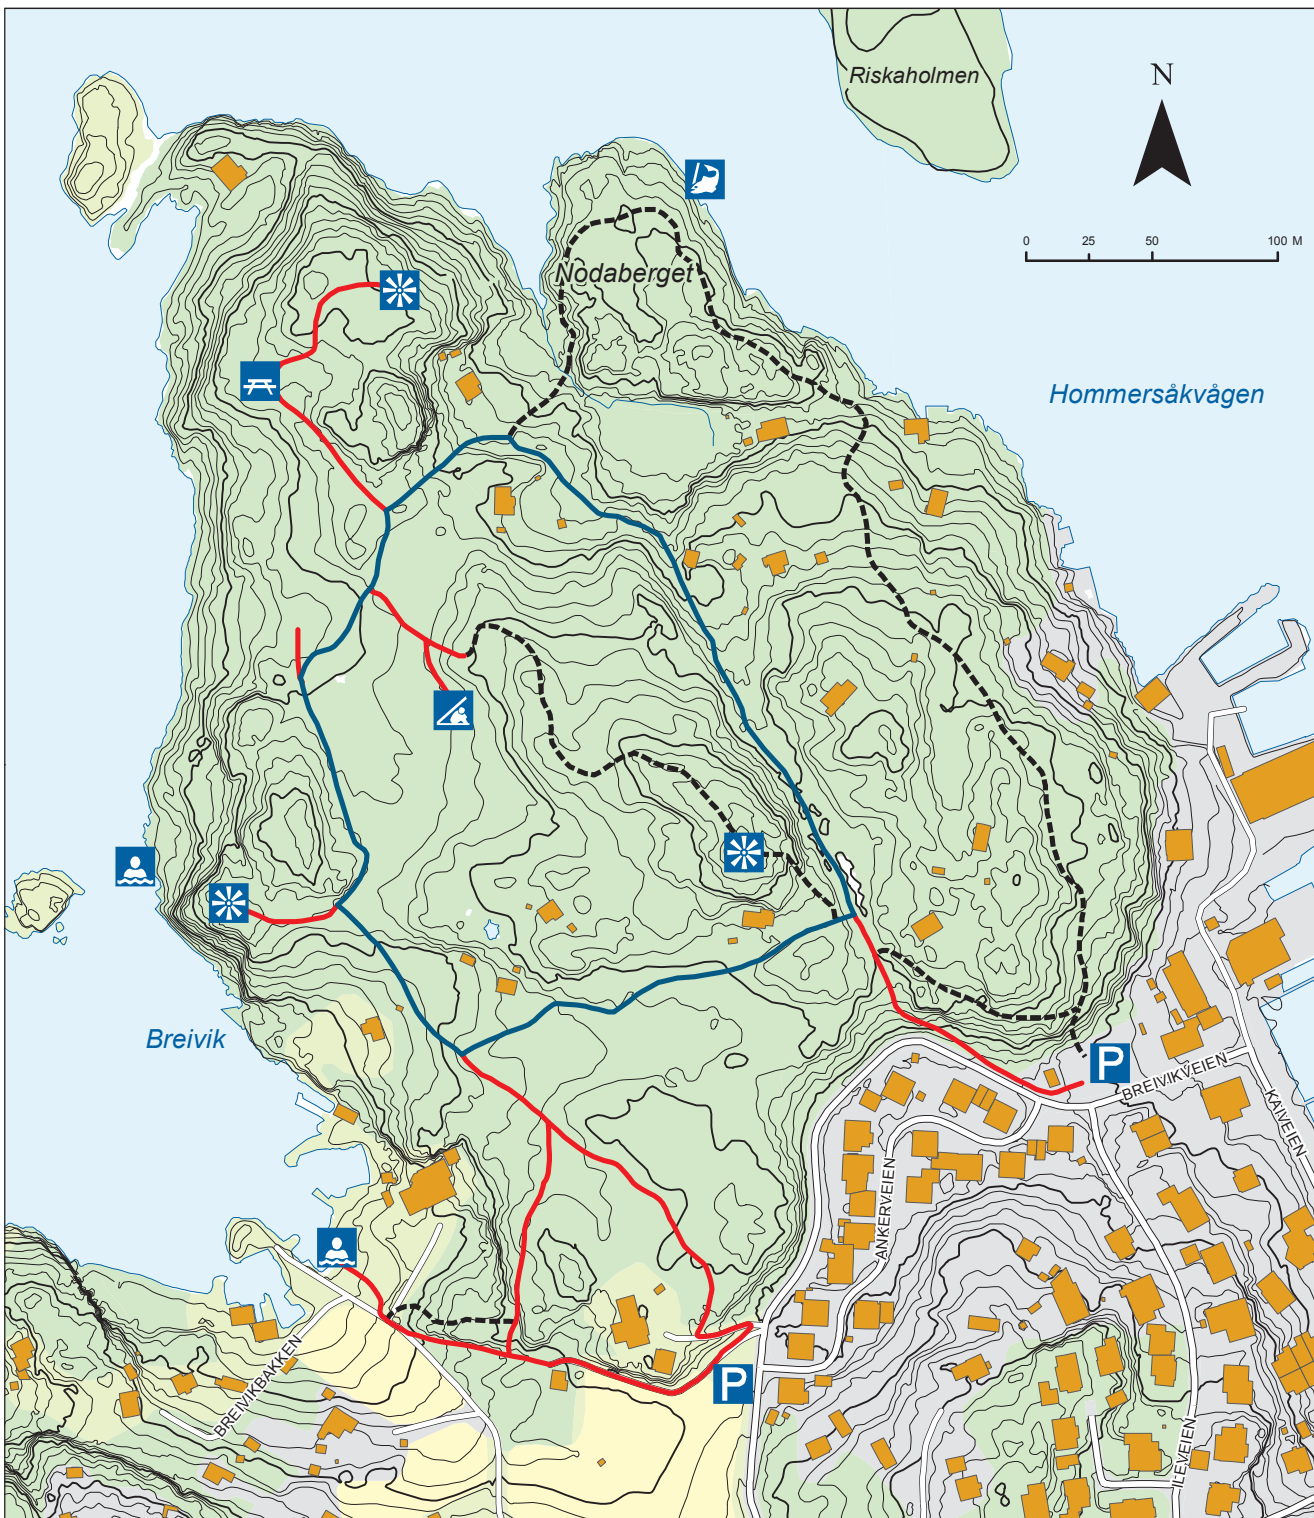 Riskaholmen
N
0 25 50 100 M
Nodaberget
Hommersåkvågen
Breivik
P
BREIVIKVEIEN
KAIVEIEN
ANKERVEIEN
BREIVIKBAKKEN
P
ILEVEIEN